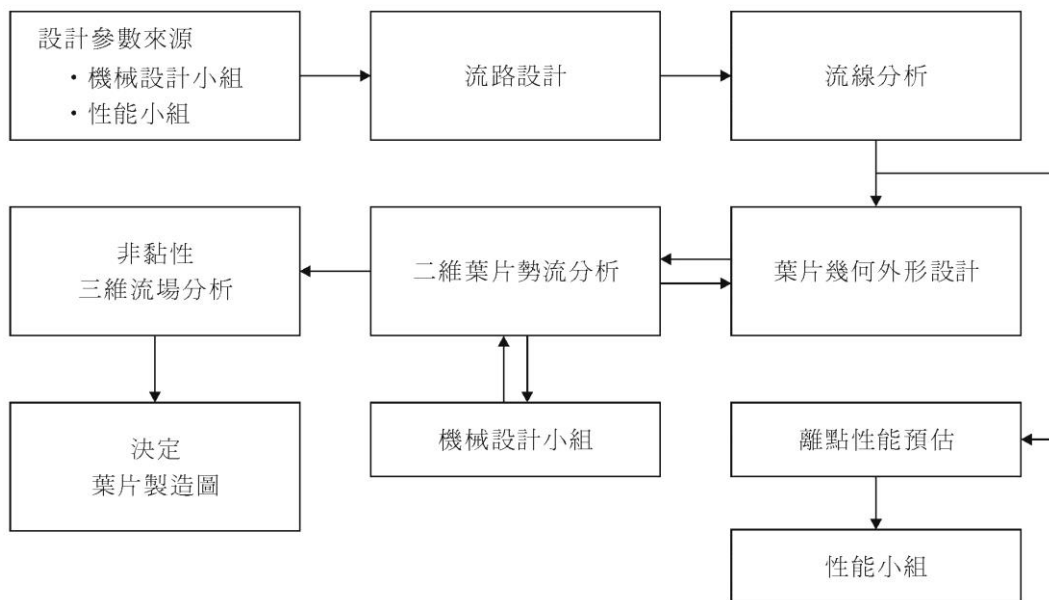 設計參數來源
・機械設計小組
・性能小組
流路設計
流線分析
非黏性
三維流場分析
二維葉片勢流分析
葉片幾何外形設計
決定
葉片製造圖
機械設計小組
離點性能預估
性能小組